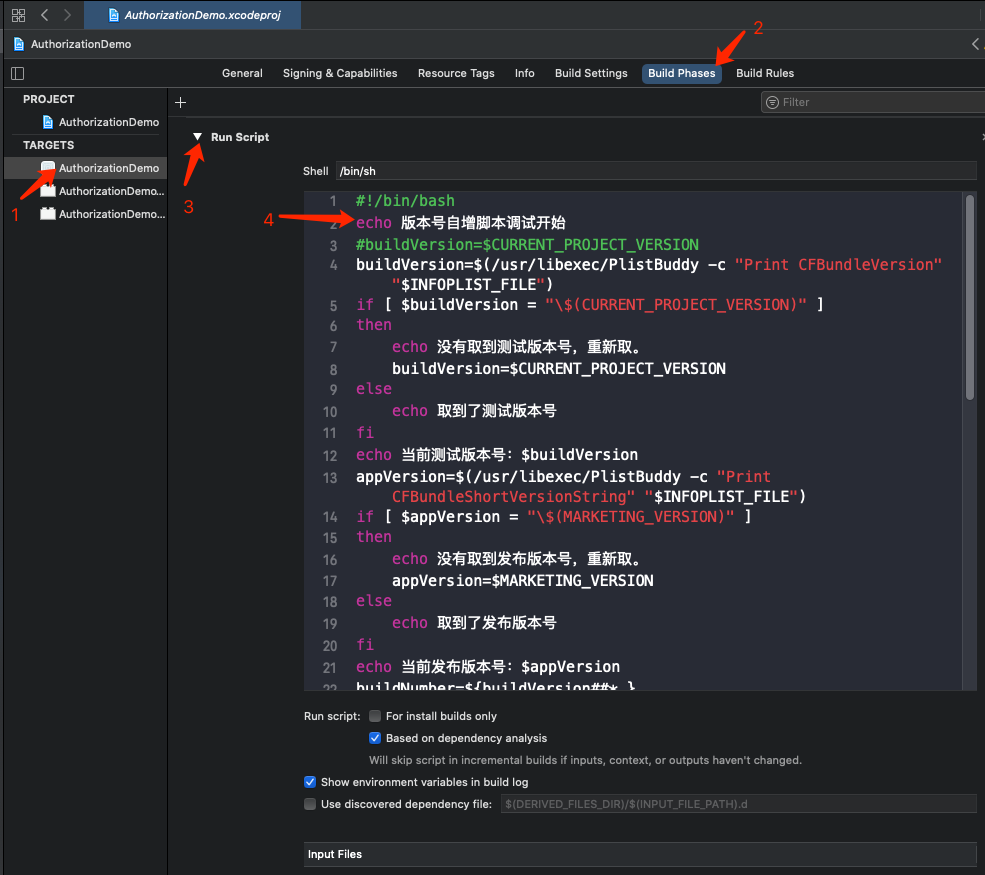 AuthorizationDemo.xcodeproj
AuthorizationDemo
2
General Signing & Capabilities Resource Tags Info Build Settings Build Phases Build Rules
PROJECT
AuthorizationDemo
TARGETS
AuthorizationDemo
AuthorizationDemo...
AuthorizationDemo...
1
+
Filter
Run Script
3
4
Shell /bin/sh
1 #!/bin/bash
2 echo 版本号自增脚本调试开始
3 #buildVersion=$CURRENT_PROJECT_VERSION
4 buildVersion=$(/usr/libexec/PlistBuddy -c "Print CFBundleVersion"
"$INFOPLIST_FILE")
5 if [ $buildVersion = "\$(CURRENT_PROJECT_VERSION)" ]
6 then
7 echo 没有取到测试版本号，重新取。
8 buildVersion=$CURRENT_PROJECT_VERSION
9 else
10 echo 取到了测试版本号
11 fi
12 echo 当前测试版本号：$buildVersion
13 appVersion=$(/usr/libexec/PlistBuddy -c "Print
CFBundleShortVersionString" "$INFOPLIST_FILE")
14 if [ $appVersion = "\$(MARKETING_VERSION)" ]
15 then
16 echo 没有取到发布版本号，重新取。
17 appVersion=$MARKETING_VERSION
18 else
19 echo 取到了发布版本号
20 fi
21 echo 当前发布版本号：$appVersion
22 buildNumber=${buildVersion##*.}
Run script: For install builds only
Based on dependency analysis
Will skip script in incremental builds if inputs, context, or outputs haven't changed.
Show environment variables in build log
Use discovered dependency file: $(DERIVED_FILES_DIR)/$(INPUT_FILE_PATH).d
Input Files